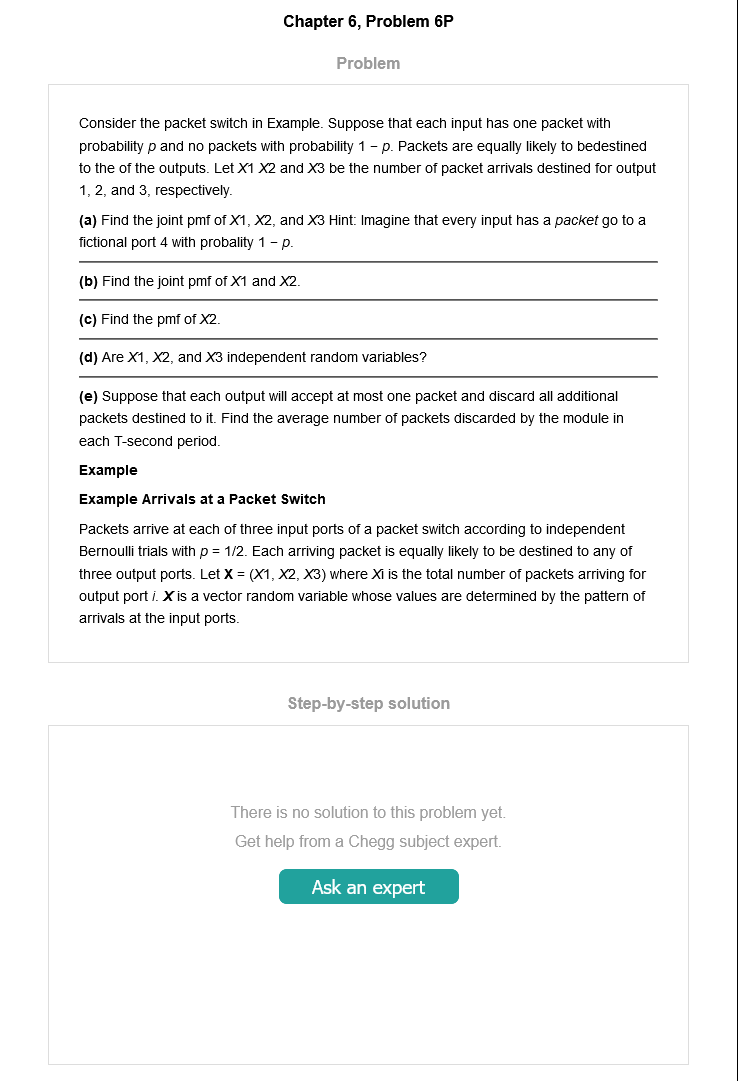 Chapter 6, Problem 6P
Problem
Consider the packet switch in Example. Suppose that each input has one packet with
probability p and no packets with probability 1 − p. Packets are equally likely to bedestined
to the of the outputs. Let X1 X2 and X3 be the number of packet arrivals destined for output
1, 2, and 3, respectively.
(a) Find the joint pmf of X1, X2, and X3 Hint: Imagine that every input has a packet go to a
fictional port 4 with probality 1 − p.
(b) Find the joint pmf of X1 and X2.
(c) Find the pmf of X2.
(d) Are X1, X2, and X3 independent random variables?
(e) Suppose that each output will accept at most one packet and discard all additional
packets destined to it. Find the average number of packets discarded by the module in
each T-second period.
Example
Example Arrivals at a Packet Switch
Packets arrive at each of three input ports of a packet switch according to independent
Bernoulli trials with p = 1/2. Each arriving packet is equally likely to be destined to any of
three output ports. Let X = (X1, X2, X3) where Xi is the total number of packets arriving for
output port i. X is a vector random variable whose values are determined by the pattern of
arrivals at the input ports.
Step-by-step solution
There is no solution to this problem yet.
Get help from a Chegg subject expert.
Ask an expert